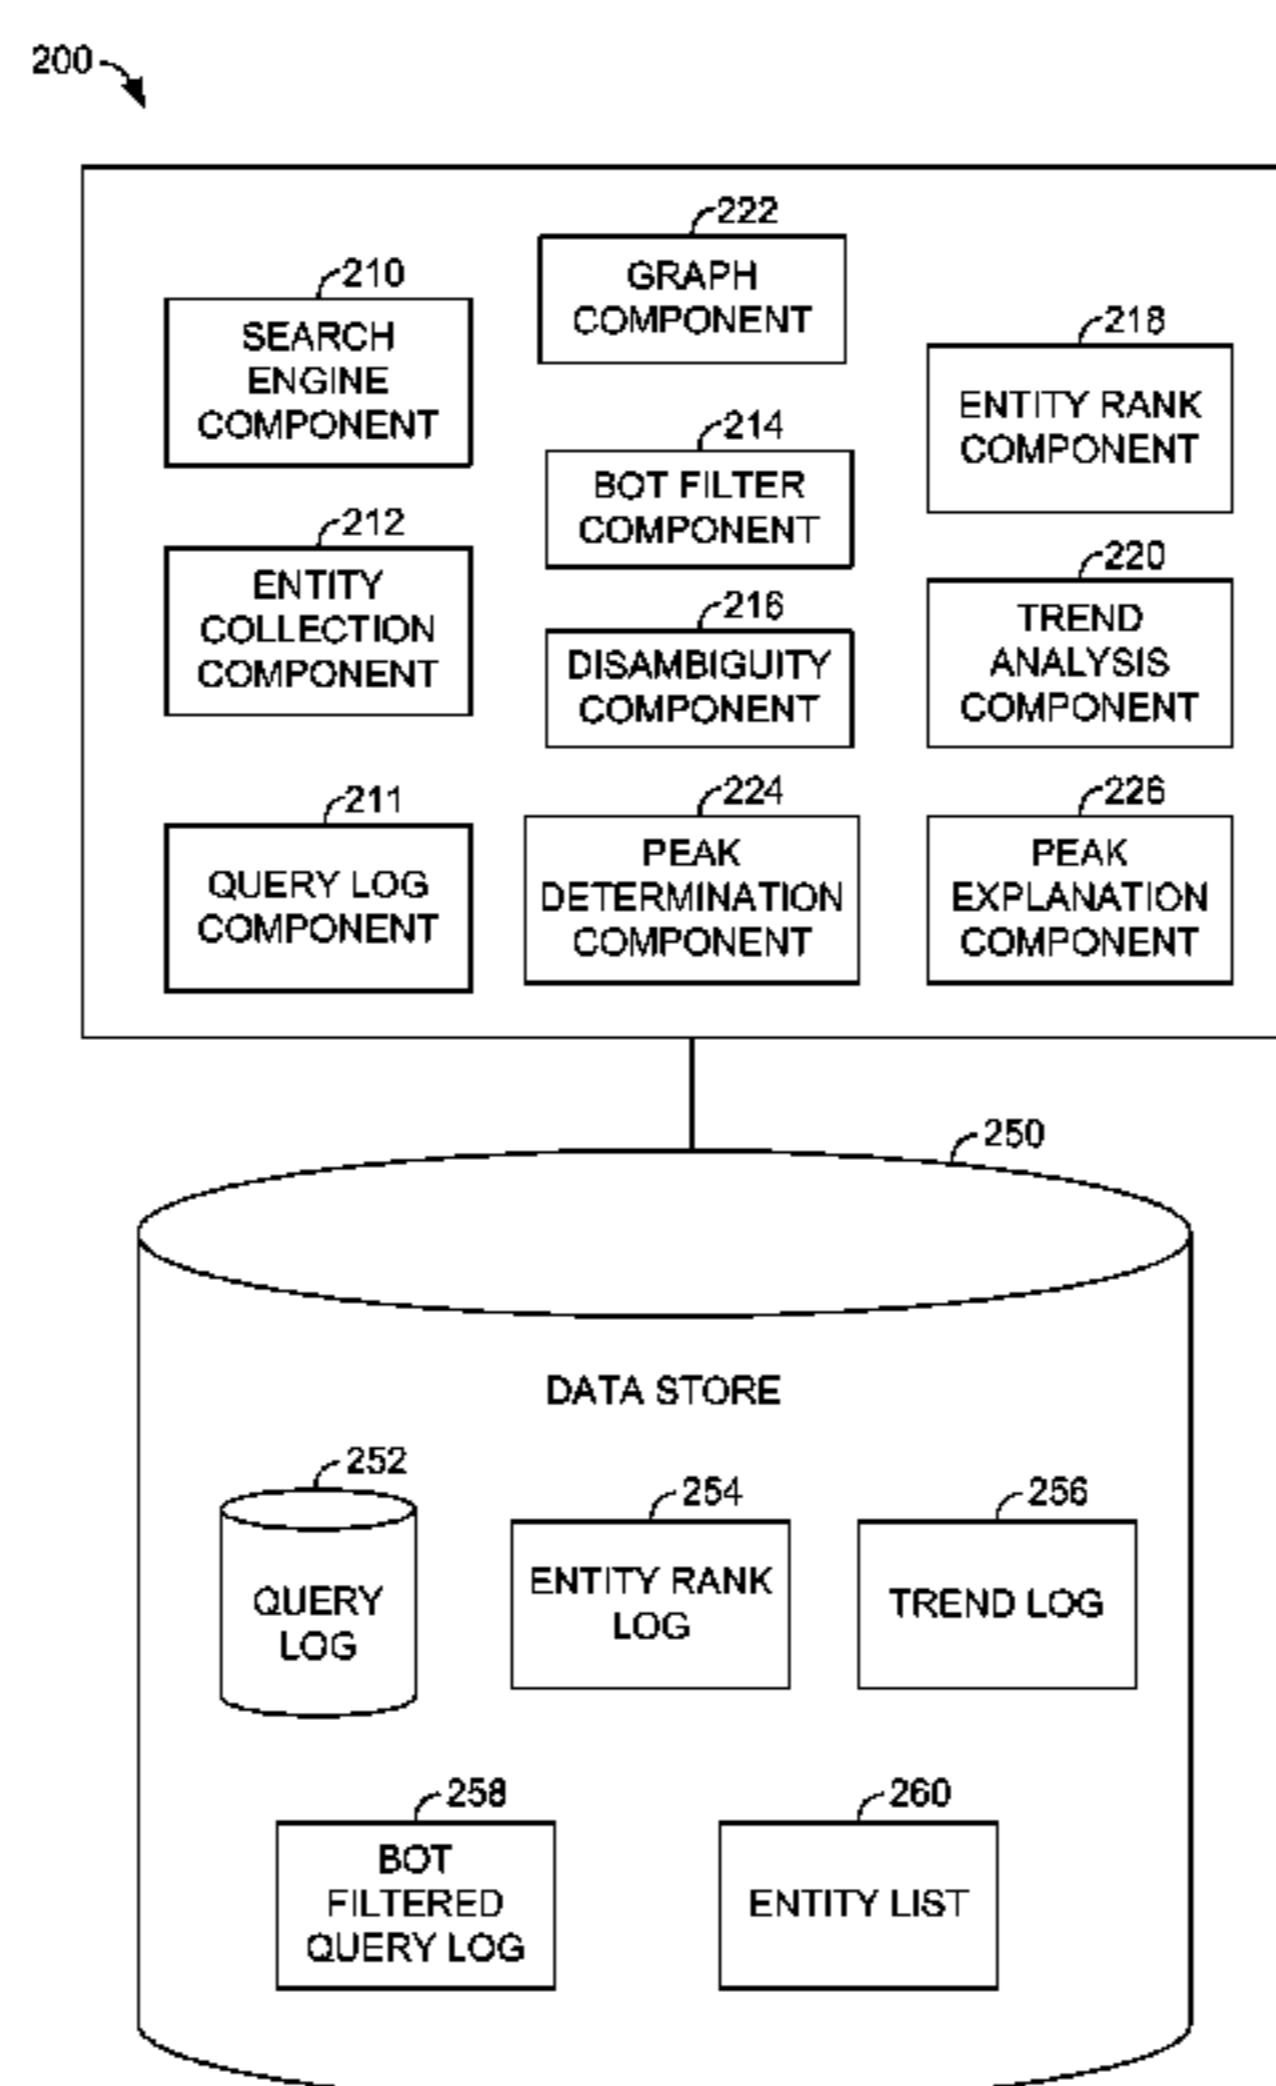 200
222
GRAPH
COMPONENT
210
SEARCH
ENGINE
COMPONENT
218
ENTITY RANK
COMPONENT
214
BOT FILTER
COMPONENT
212
ENTITY
COLLECTION
COMPONENT
220
TREND
ANALYSIS
COMPONENT
216
DISAMBIGUITY
COMPONENT
211
QUERY LOG
COMPONENT
224
PEAK
DETERMINATION
COMPONENT
226
PEAK
EXPLANATION
COMPONENT
250
DATA STORE
252
QUERY
LOG
254
ENTITY RANK
LOG
256
TREND LOG
258
BOT
FILTERED
QUERY LOG
260
ENTITY LIST